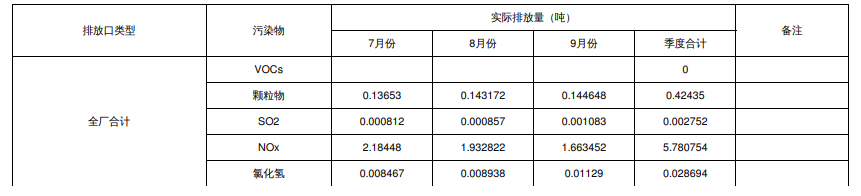 排放口类型 污染物 实际排放量（吨） 备注
7月份 8月份 9月份 季度合计
全厂合计 VOCs 0
颗粒物 0.13653 0.143172 0.144648 0.42435
SO2 0.000812 0.000857 0.001083 0.002752
NOx 2.18448 1.932822 1.663452 5.780754
氯化氢 0.008467 0.008938 0.01129 0.028694